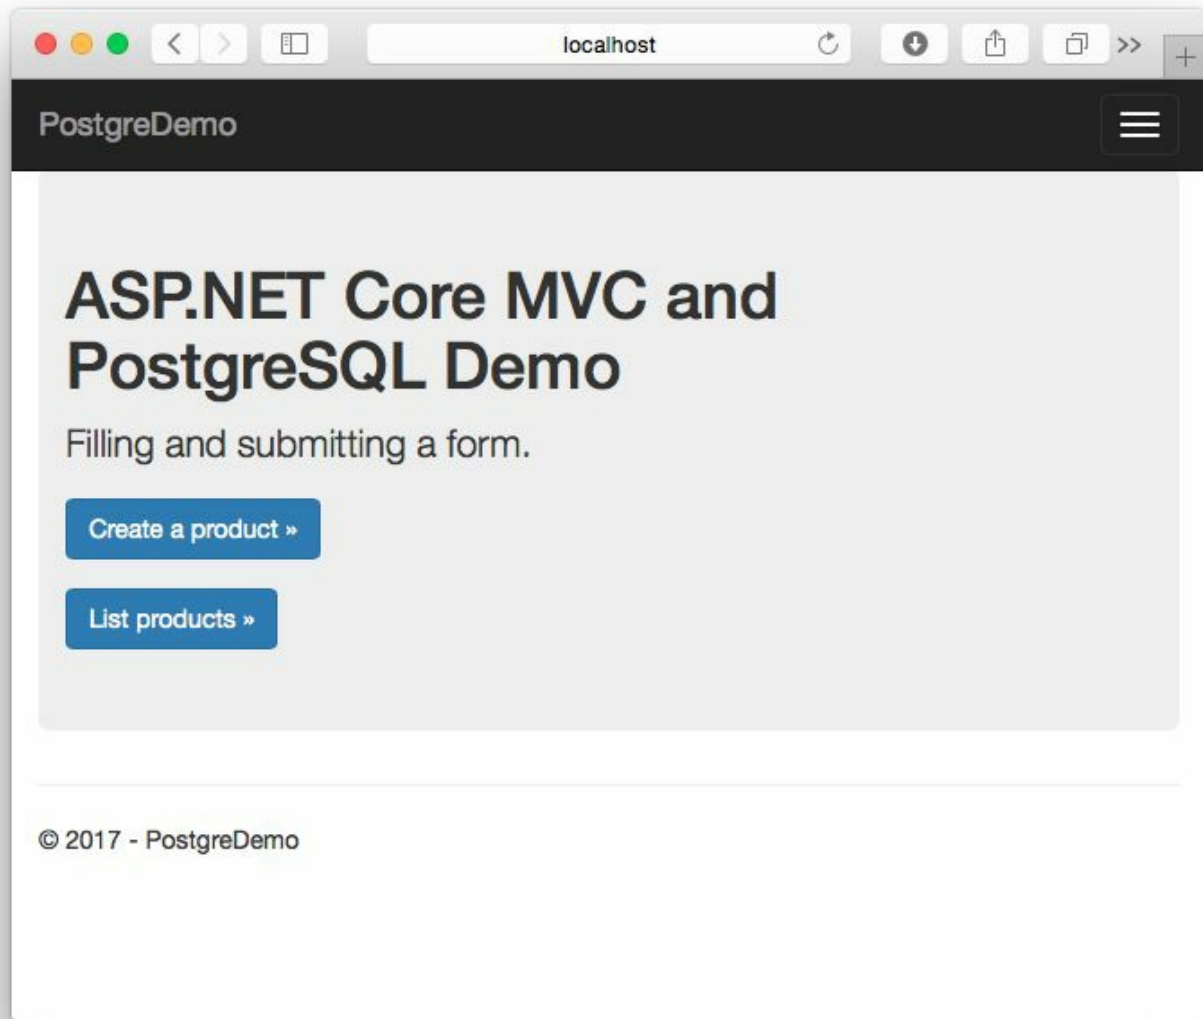 localhost
PostgreDemo
ASP.NET Core MVC and
PostgreSQL Demo
Filling and submitting a form.
Create a product »
List products »
© 2017 - PostgreDemo